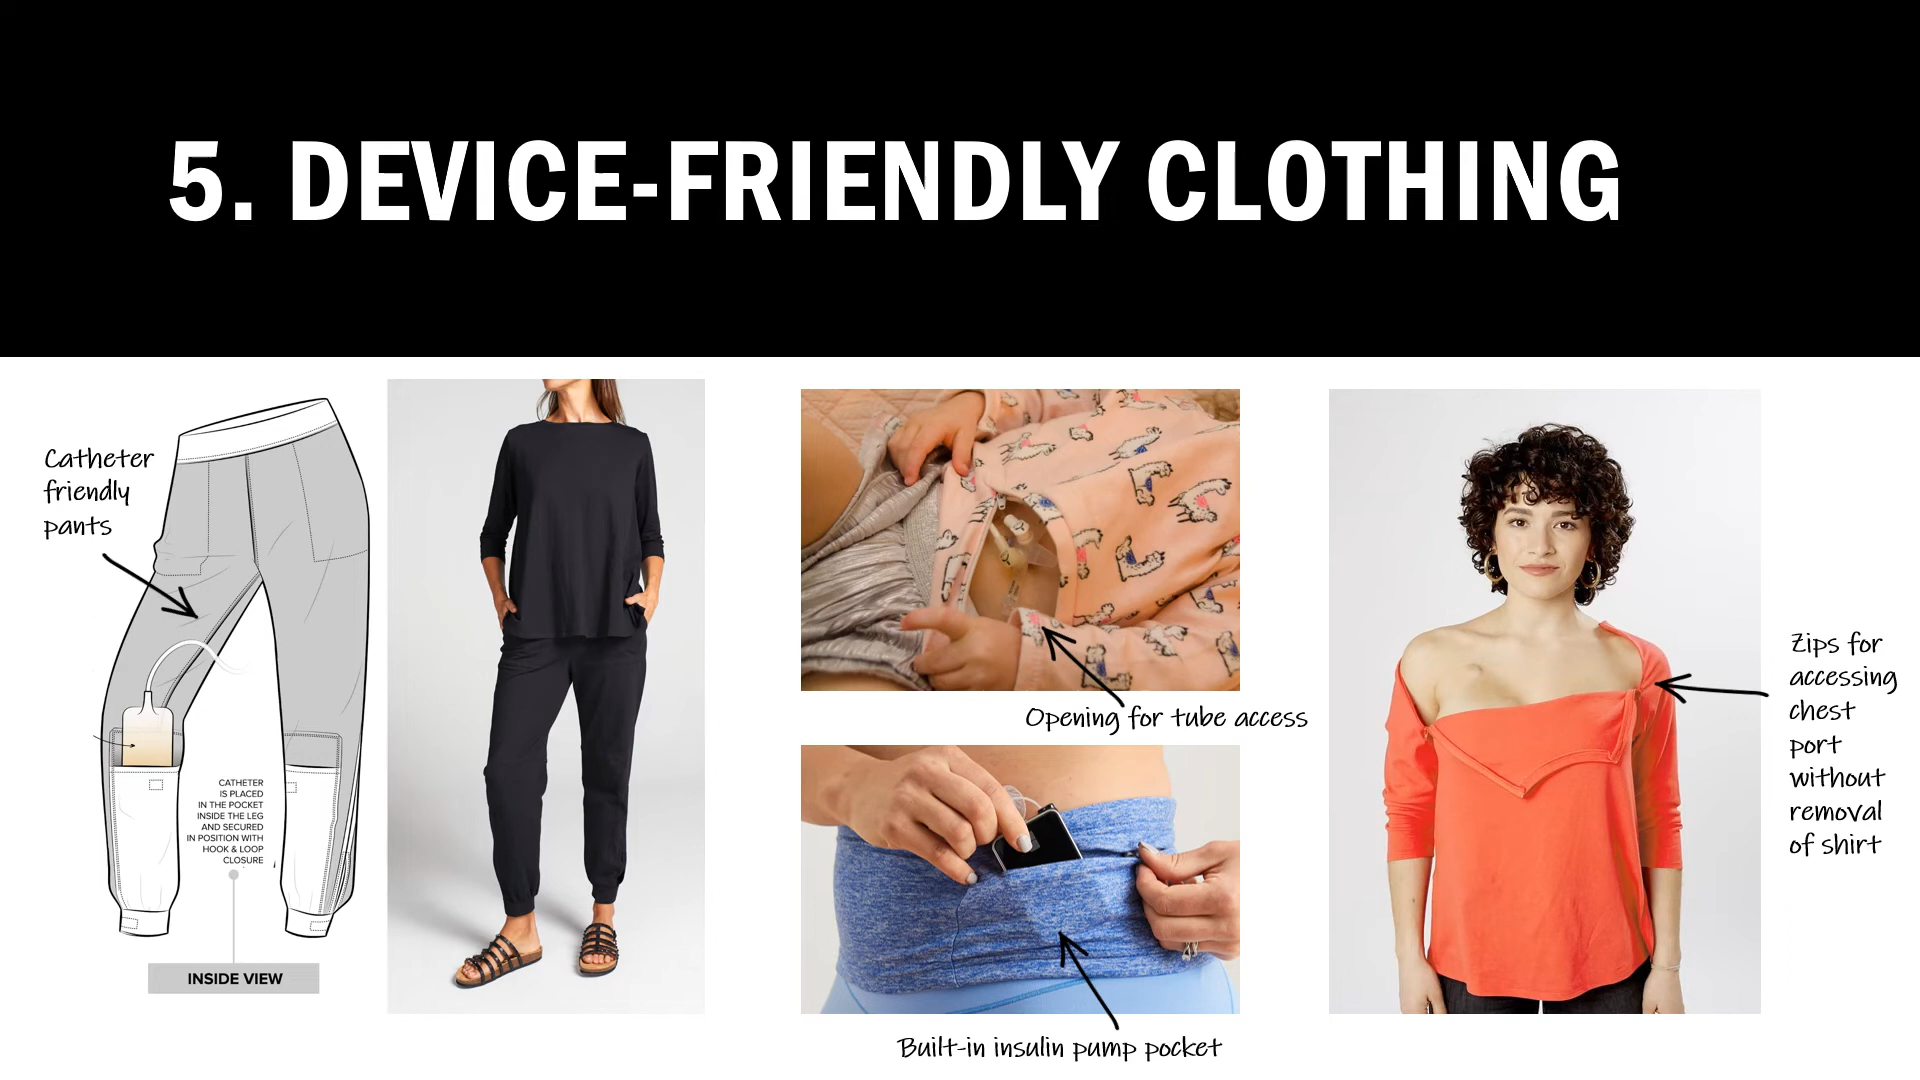 5. DEVICE-FRIENDLY CLOTHING
Catheter
friendly
pants
CATHETER
IS PLACED
IN THE POCKET
INSIDE THE LEG
AND SECURED
IN POSITION WITH
HOOK & LOOP
CLOSURE
INSIDE VIEW
Opening for tube access
Built-in insulin pump pocket
Zips for
accessing
chest
port
without
removal
of shirt